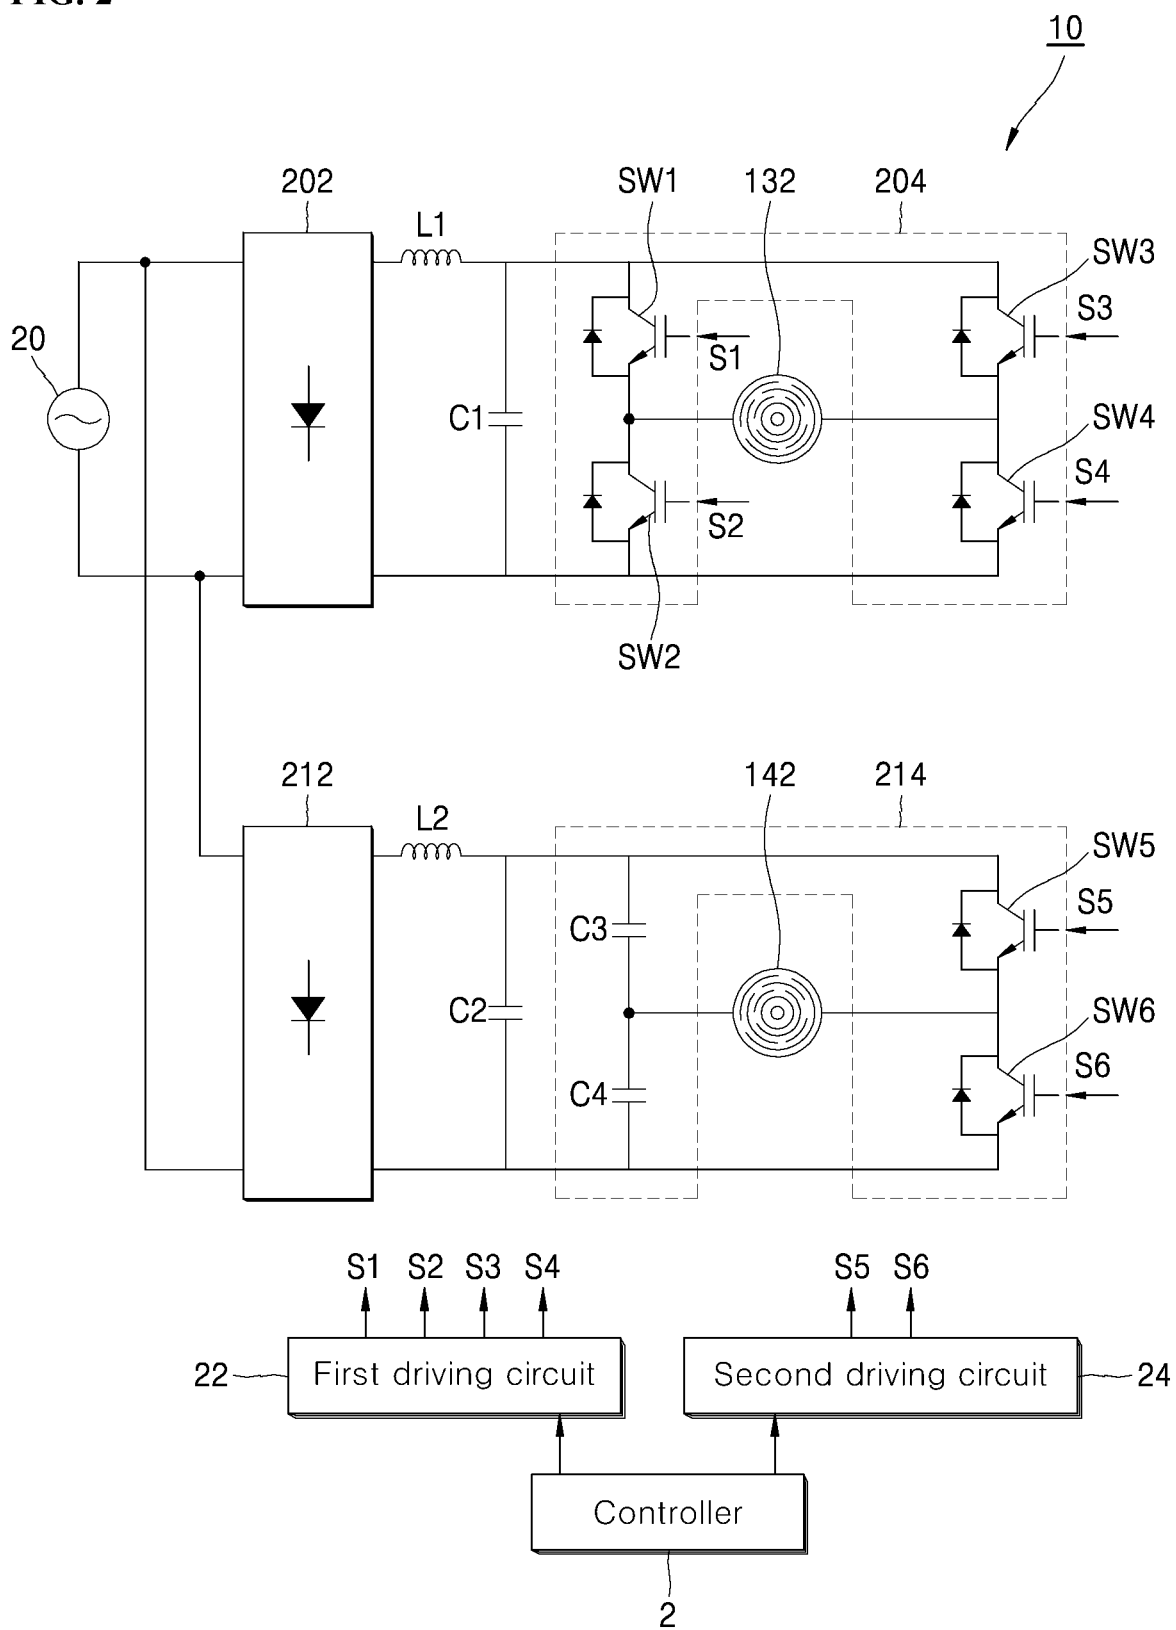 FIG. 2
10
202
SW1
132
204
L1
SW3
S3
20
S1
C1
SW4
S4
S2
SW2
212
142
214
L2
SW5
S5
C3
C2
SW6
C4
S6
S1 S2 S3 S4
S5 S6
22
First driving circuit
Second driving circuit
24
Controller
2